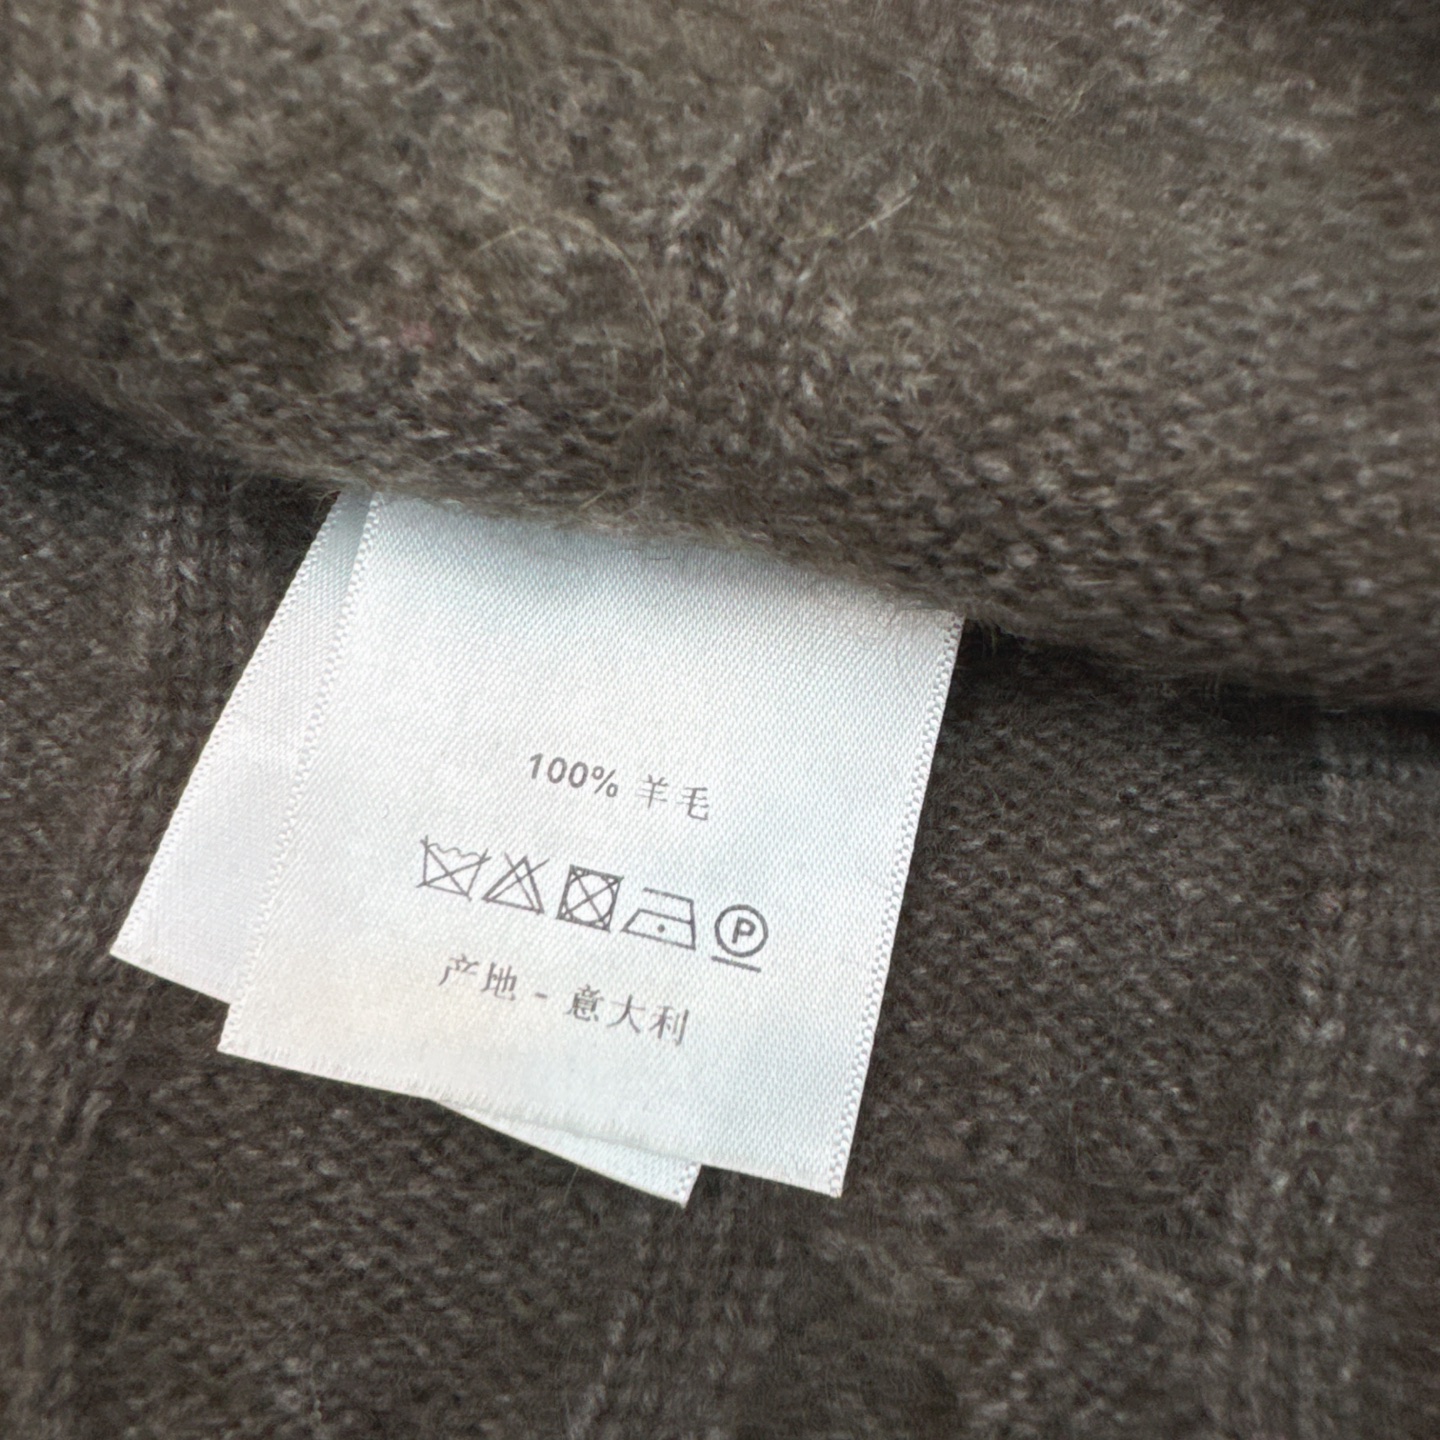 100% 羊毛
P
产地 - 意大利